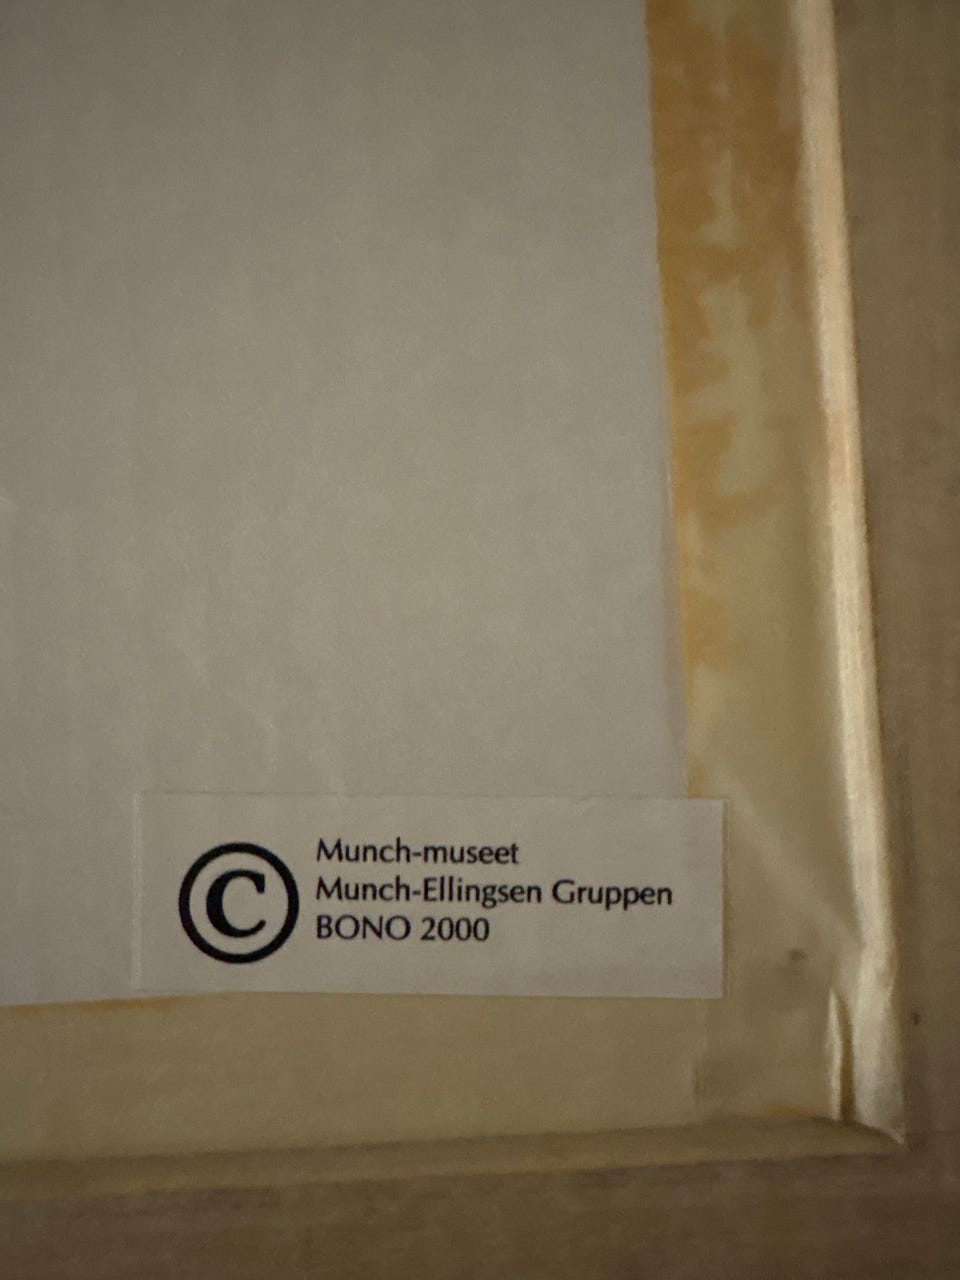 © Munch-museet
Munch-Ellingsen Gruppen
BONO 2000